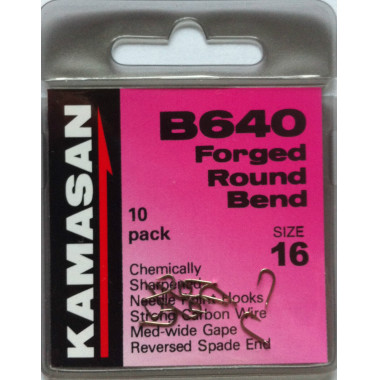 KAMASAN
B640
Forged
Round
Bend
10
pack
SIZE
16
Chemically
Sharpened
Needle Point Hooks
Strong Carbon Wire
Med-wide Gape
Reversed Spade End